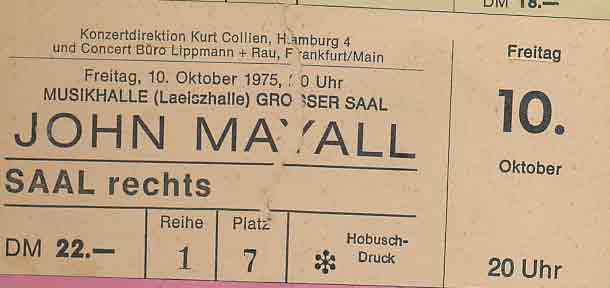 DM 18.—
Konzertdirektion Kurt Collien, Hamburg 4
und Concert Büro Lippmann + Rau, Frankfurt/Main
Freitag, 10. Oktober 1975, 20 Uhr
MUSIKHALLE (Laeiszhalle) GROSSER SAAL
JOHN MAYALL
SAAL rechts
DM 22.—
Reihe
1
Platz
7
Hobusch-
Druck
Freitag
10.
Oktober
20 Uhr